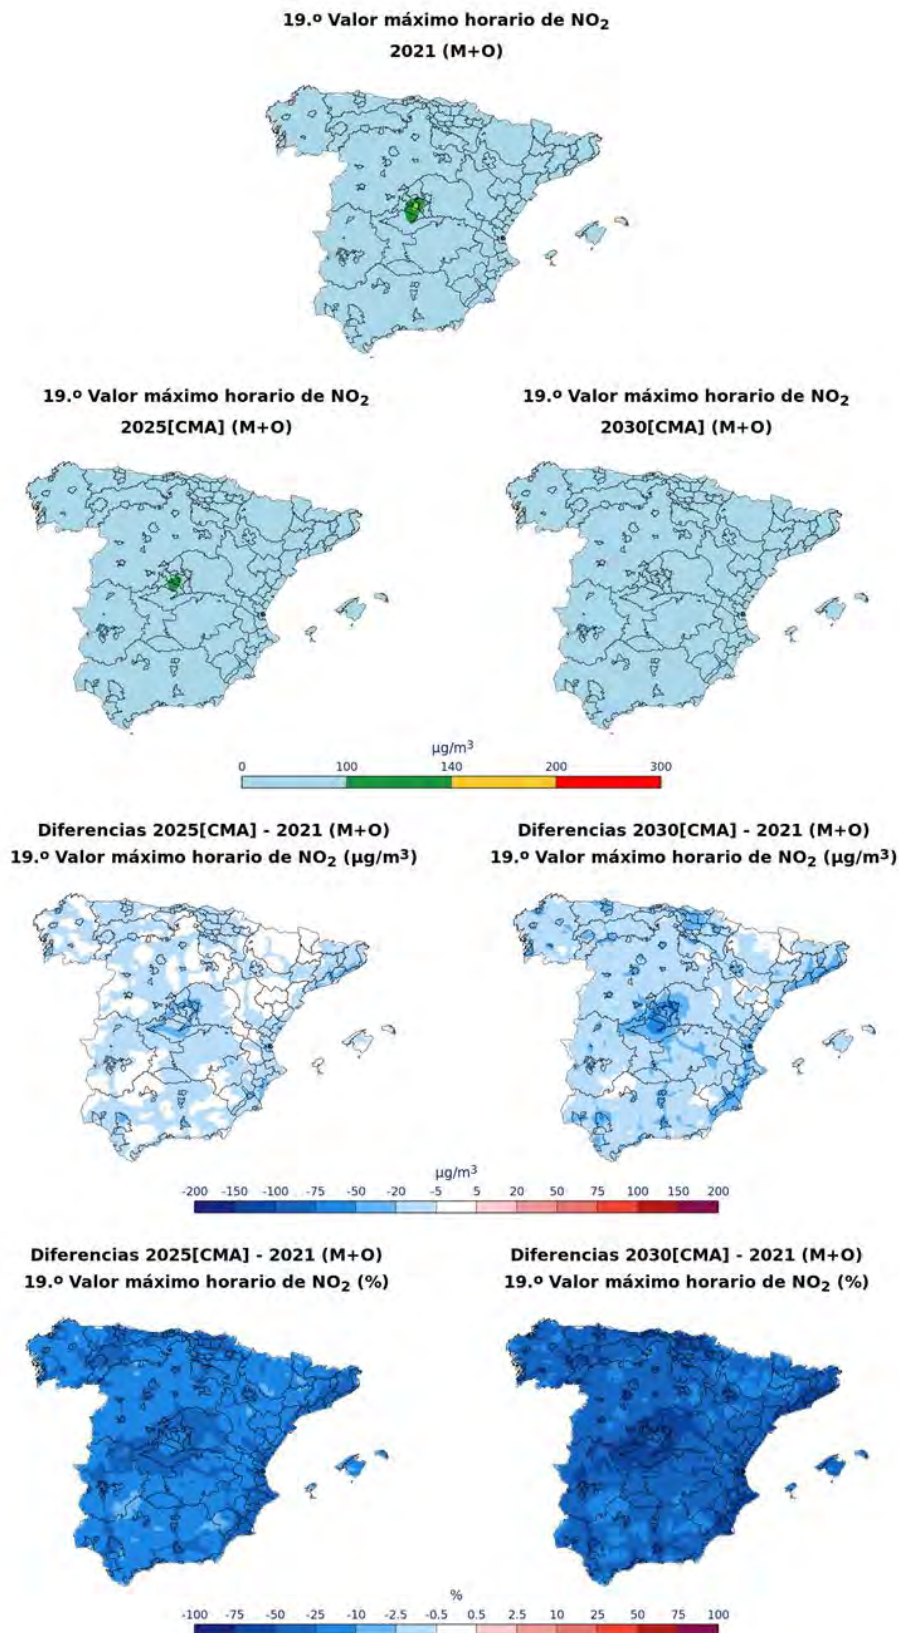 19.º Valor máximo horario de NO2
2021 (M+O)
19.º Valor máximo horario de NO2
2025[CMA] (M+O)
19.º Valor máximo horario de NO2
2030[CMA] (M+O)
µg/m3
0 100 140 200 300
Diferencias 2025[CMA] - 2021 (M+O)
19.º Valor máximo horario de NO2 (µg/m3)
Diferencias 2030[CMA] - 2021 (M+O)
19.º Valor máximo horario de NO2 (µg/m3)
µg/m3
-200 -150 -100 -75 -50 -20 -5 5 20 50 75 100 150 200
Diferencias 2025[CMA] - 2021 (M+O)
19.º Valor máximo horario de NO2 (%)
Diferencias 2030[CMA] - 2021 (M+O)
19.º Valor máximo horario de NO2 (%)
%
-100 -75 -50 -25 -10 -2.5 -0.5 0.5 2.5 10 25 50 75 100